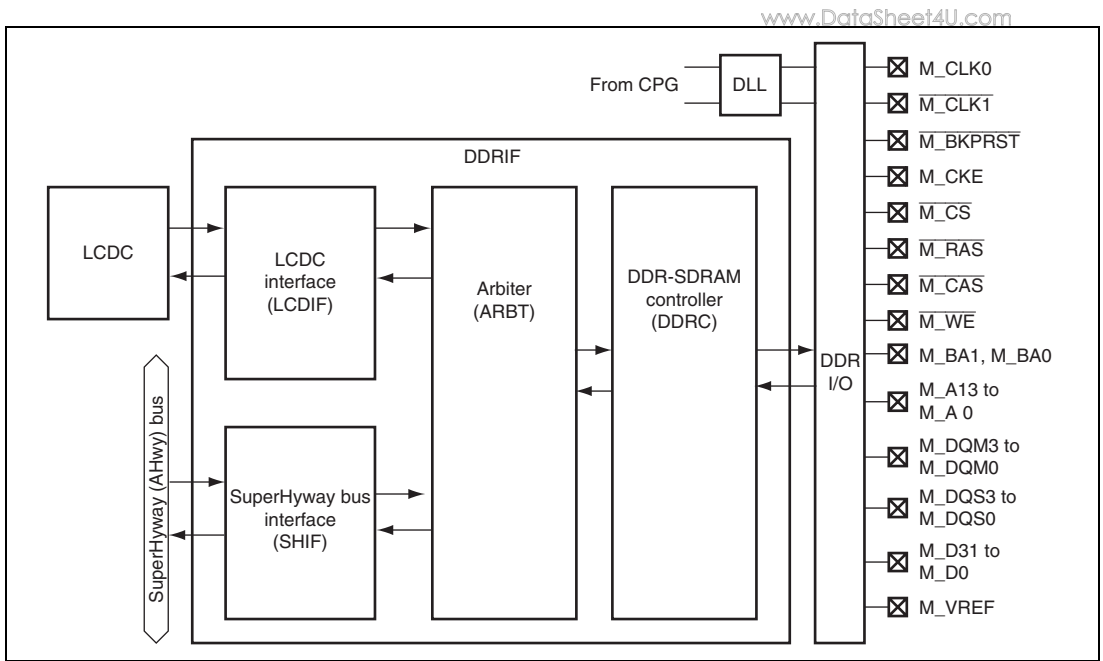 www.DataSheet4U.com
From CPG
DLL
DDRIF
LCDC
LCDC
interface
(LCDIF)
Arbiter
(ARBT)
DDR-SDRAM
controller
(DDRC)
SuperHyway (AHwy) bus
SuperHyway bus
interface
(SHIF)
DDR
I/O
M_CLK0
M_CLK1
M_BKPRST
M_CKE
M_CS
M_RAS
M_CAS
M_WE
M_BA1, M_BA0
M_A13 to
M_A 0
M_DQM3 to
M_DQM0
M_DQS3 to
M_DQS0
M_D31 to
M_D0
M_VREF